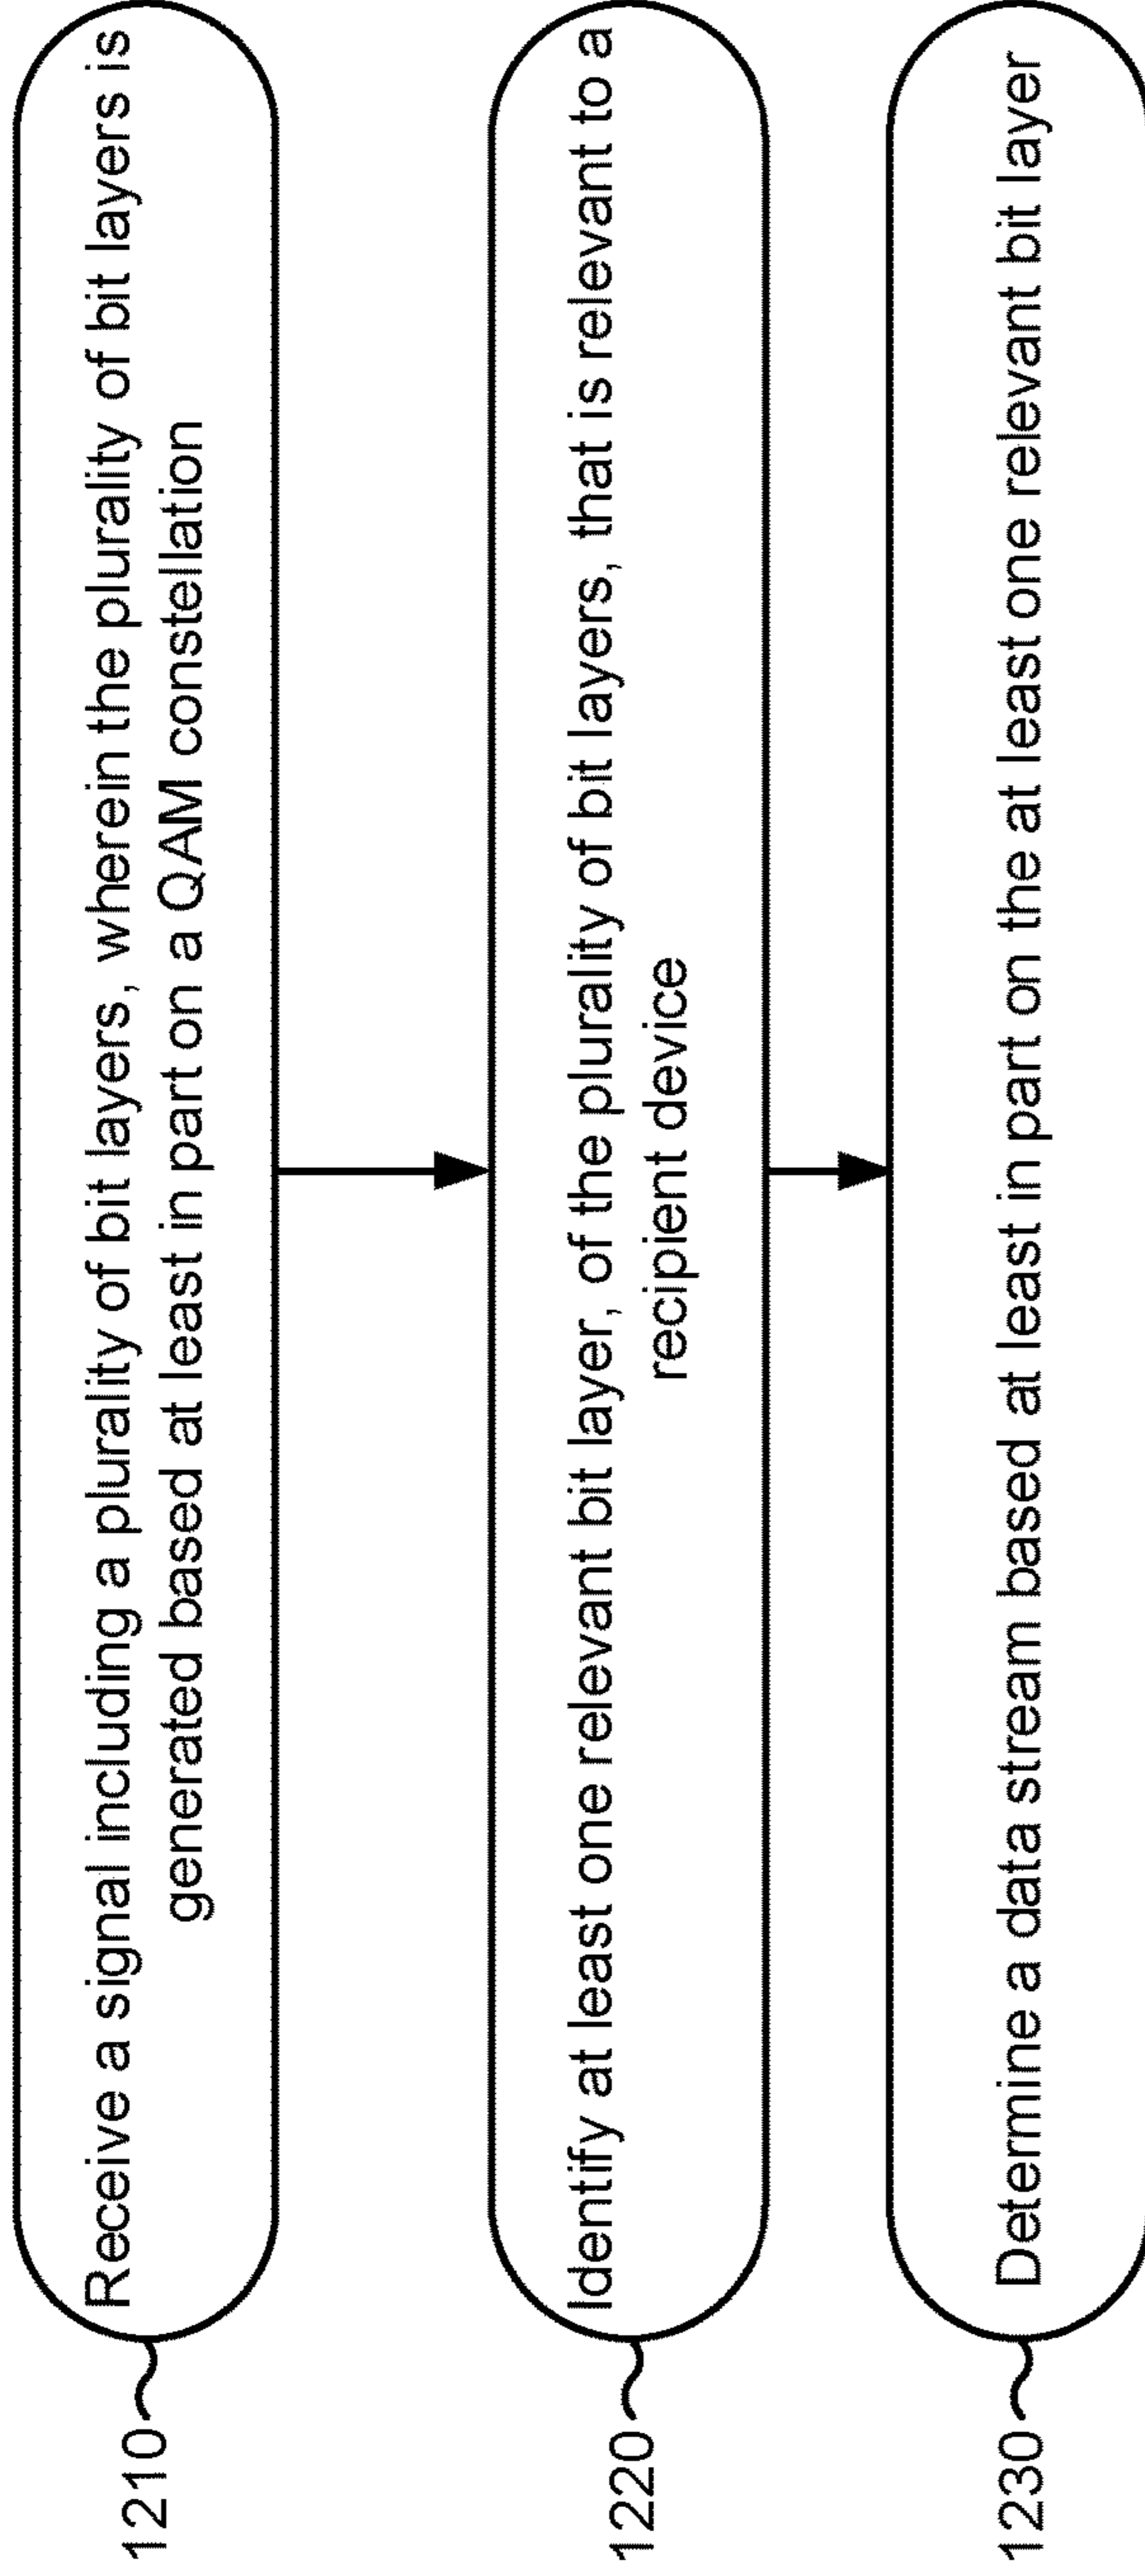 1210
Receive a signal including a plurality of bit layers, wherein the plurality of bit layers is
generated based at least in part on a QAM constellation
1220
Identify at least one relevant bit layer, of the plurality of bit layers, that is relevant to a
recipient device
1230
Determine a data stream based at least in part on the at least one relevant bit layer